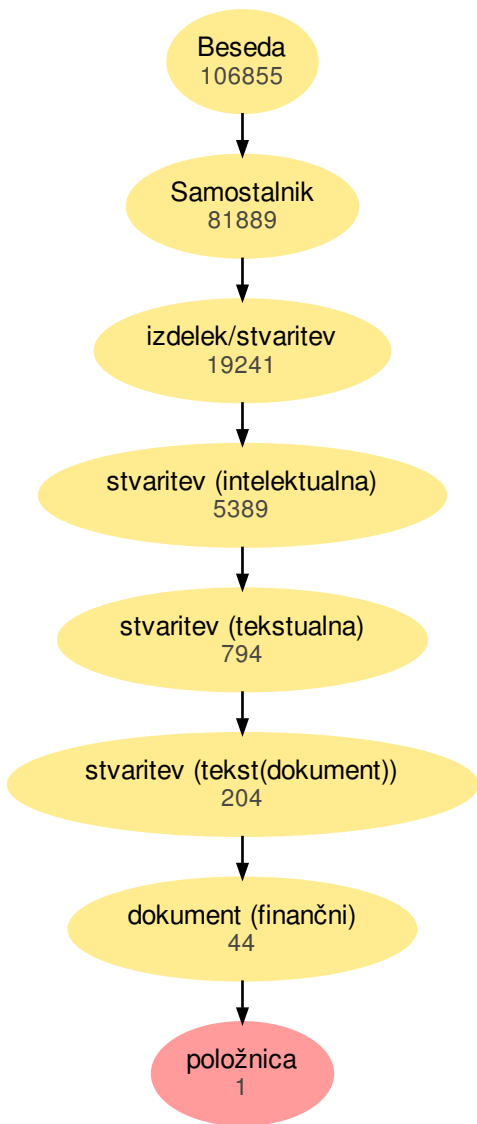 Beseda
106855
Samostalnik
81889
izdelek/stvaritev
19241
stvaritev (intelektualna)
5389
stvaritev (tekstualna)
794
stvaritev (tekst(dokument))
204
dokument (finančni)
44
položnica
1